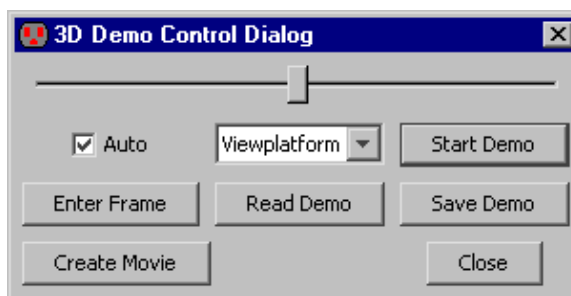 3D Demo Control Dialog
Auto
Viewplatform
Start Demo
Enter Frame
Read Demo
Save Demo
Create Movie
Close